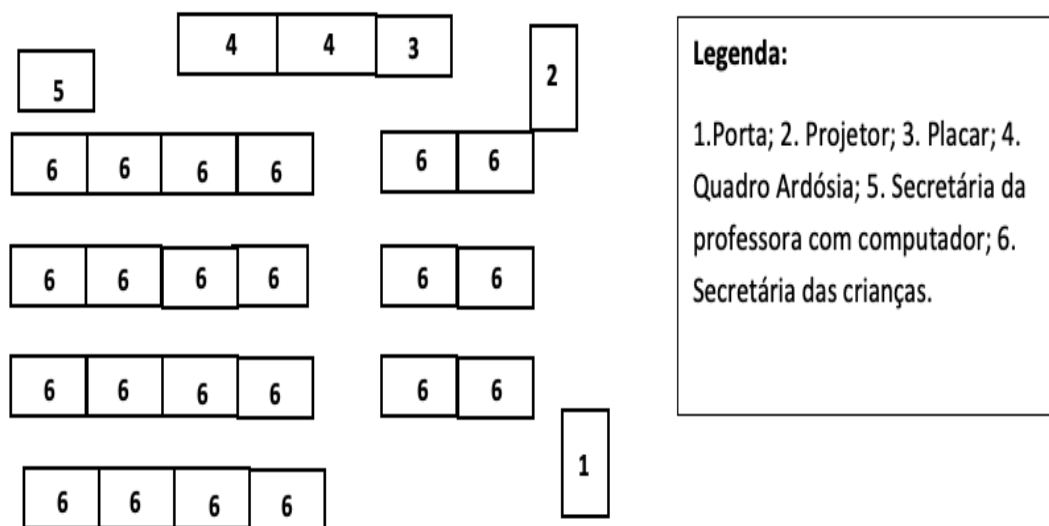 4 4 3
2
5
6 6 6 6 6 6
6 6 6 6 6 6
6 6 6 6 6 6
1
6 6 6 6
Legenda:
1.Porta; 2. Projetor; 3. Placar; 4.
Quadro Ardósia; 5. Secretária da
professora com computador; 6.
Secretária das crianças.